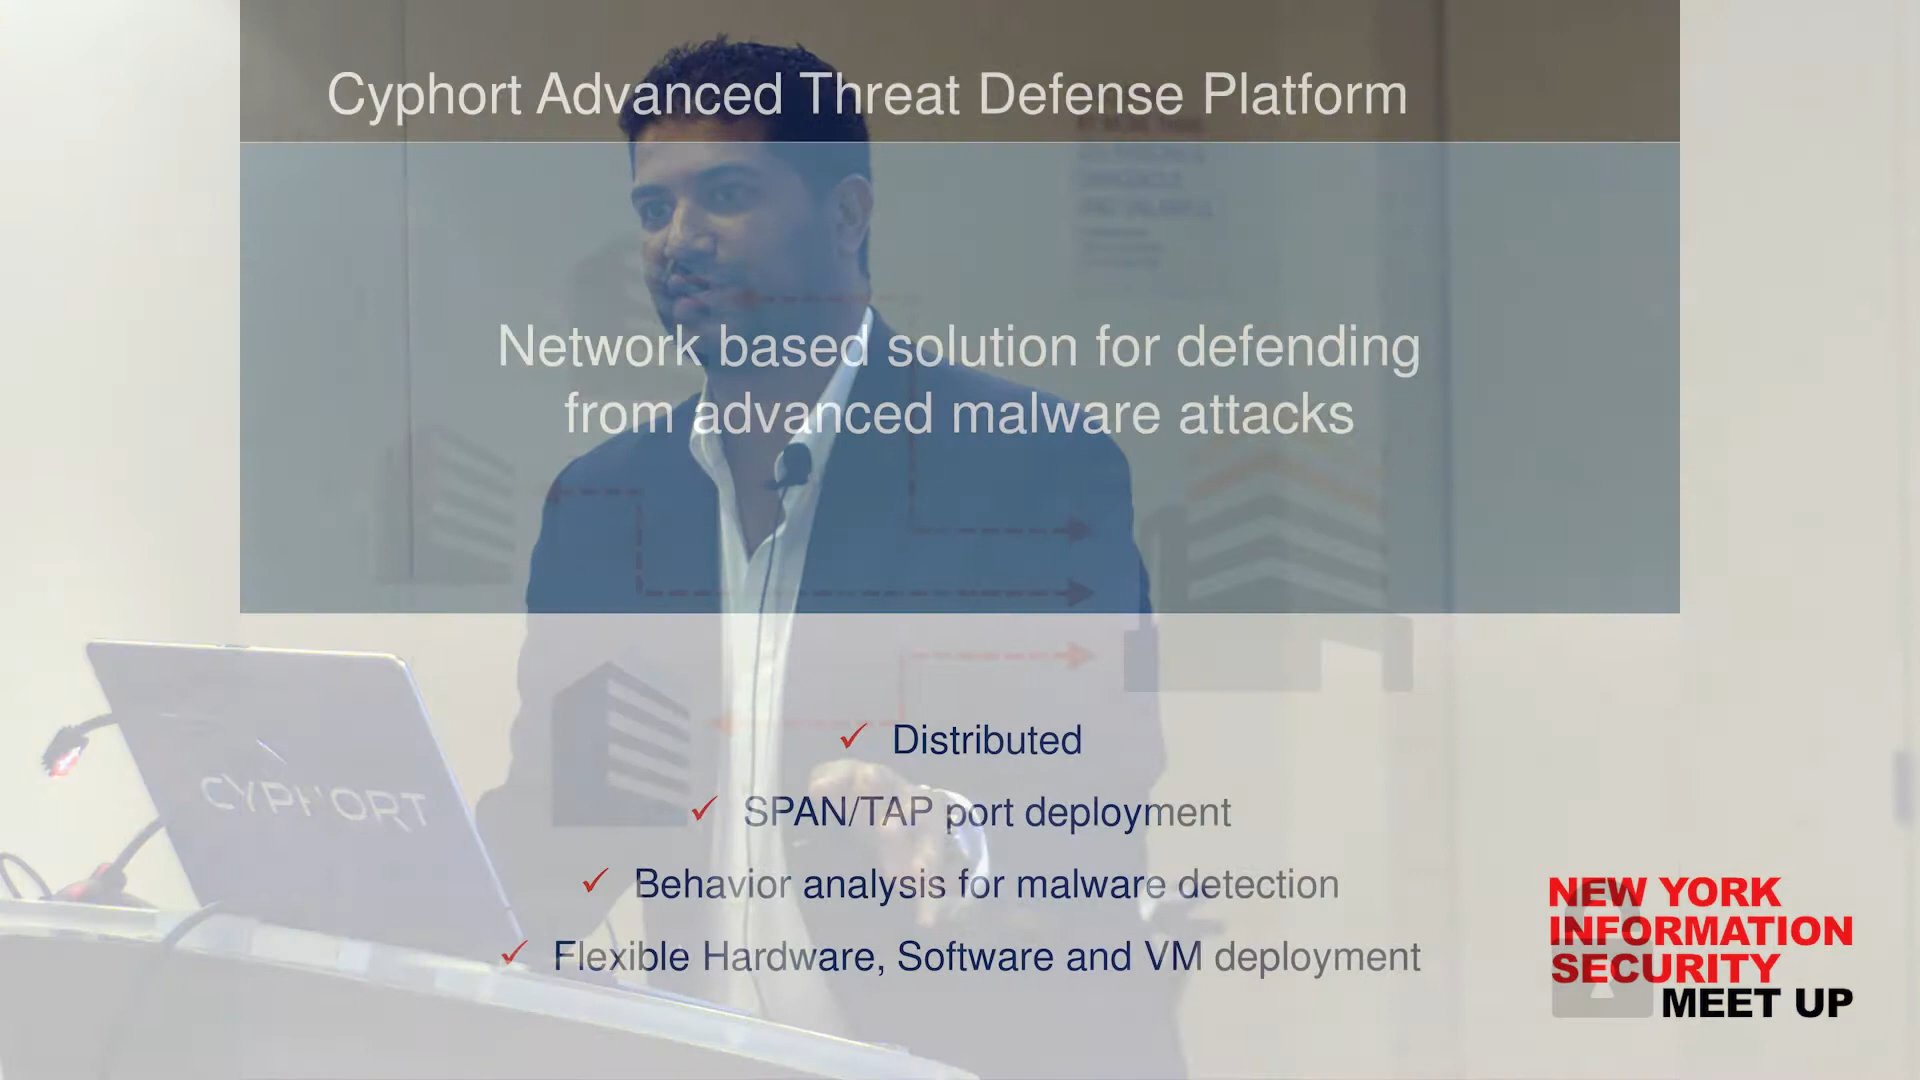 Cyphort Advanced Threat Defense Platform
Network based solution for defending
from advanced malware attacks
✓ Distributed
✓ SPAN/TAP port deployment
✓ Behavior analysis for malware detection
✓ Flexible Hardware, Software and VM deployment
CYPHORT
NEW YORK
INFORMATION
SECURITY
MEET UP